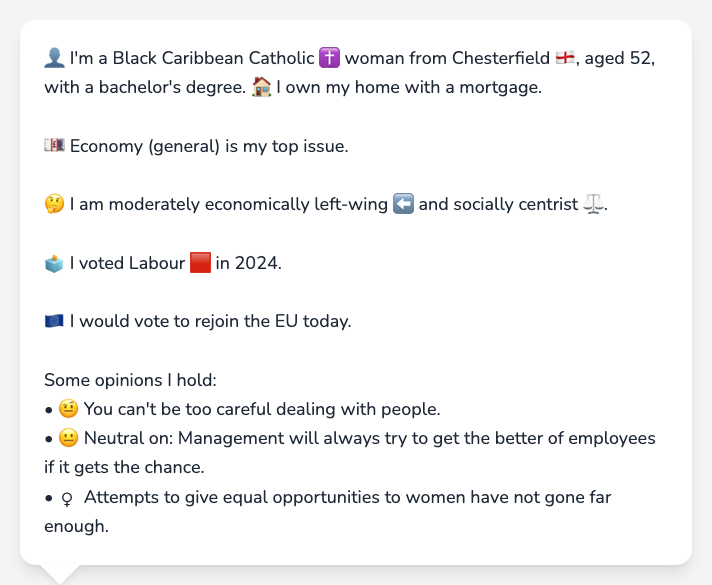 👤 I'm a Black Caribbean Catholic ✝️ woman from Chesterfield 🏴󠁧󠁢󠁥󠁮󠁧󠁿, aged 52,
with a bachelor's degree. 🏠 I own my home with a mortgage.
💷 Economy (general) is my top issue.
🤔 I am moderately economically left-wing ⬅️ and socially centrist ⚖️.
🗳️ I voted Labour 🟥 in 2024.
🇪🇺 I would vote to rejoin the EU today.
Some opinions I hold:
• 🤨 You can't be too careful dealing with people.
• 😐 Neutral on: Management will always try to get the better of employees
if it gets the chance.
• ♀ Attempts to give equal opportunities to women have not gone far
enough.